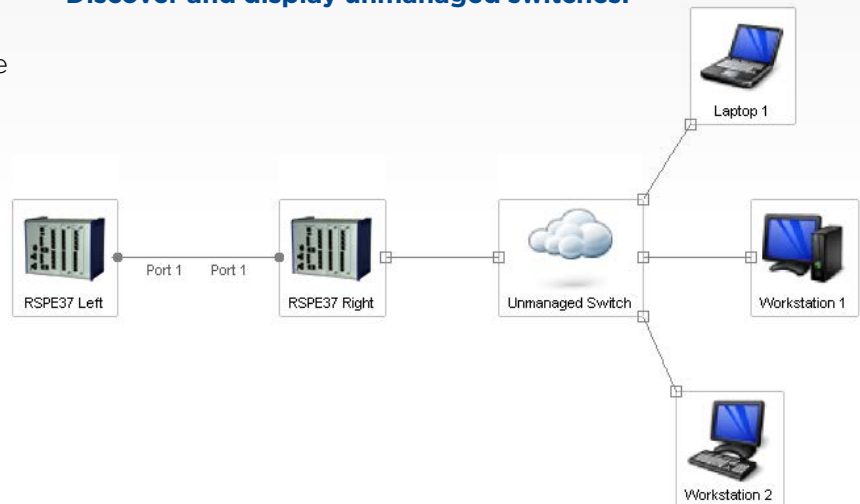 Discover and display unmanaged switches.
e
Laptop 1
Port 1 Port 1
RSPE37 Left
RSPE37 Right
Unmanaged Switch
Workstation 1
Workstation 2